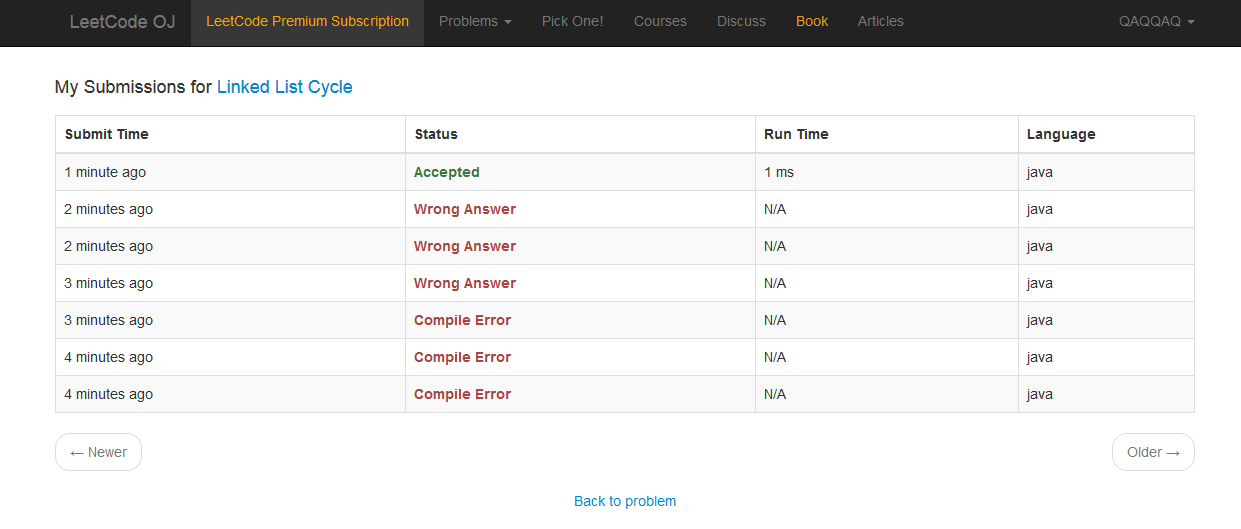 LeetCode OJ LeetCode Premium Subscription Problems Pick One! Courses Discuss Book Articles QAQQAQ
My Submissions for Linked List Cycle
Submit Time Status Run Time Language
1 minute ago Accepted 1 ms java
2 minutes ago Wrong Answer N/A java
2 minutes ago Wrong Answer N/A java
3 minutes ago Wrong Answer N/A java
3 minutes ago Compile Error N/A java
4 minutes ago Compile Error N/A java
4 minutes ago Compile Error N/A java
← Newer Older →
Back to problem